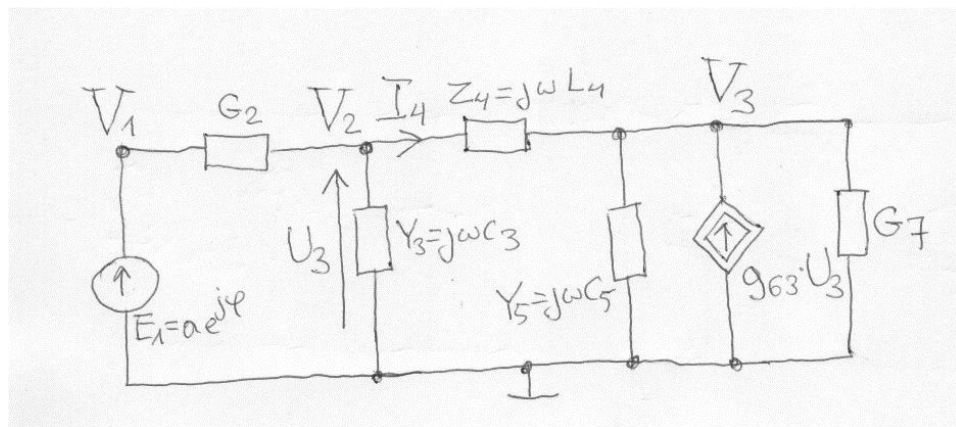 V₁ G₂ V₂ I₄ Z₄=jωL₄ V₃
U₃ Y₃=jωC₃ G₇
E₁=ae^jφ Y₅=jωC₅ g₆₃·U₃